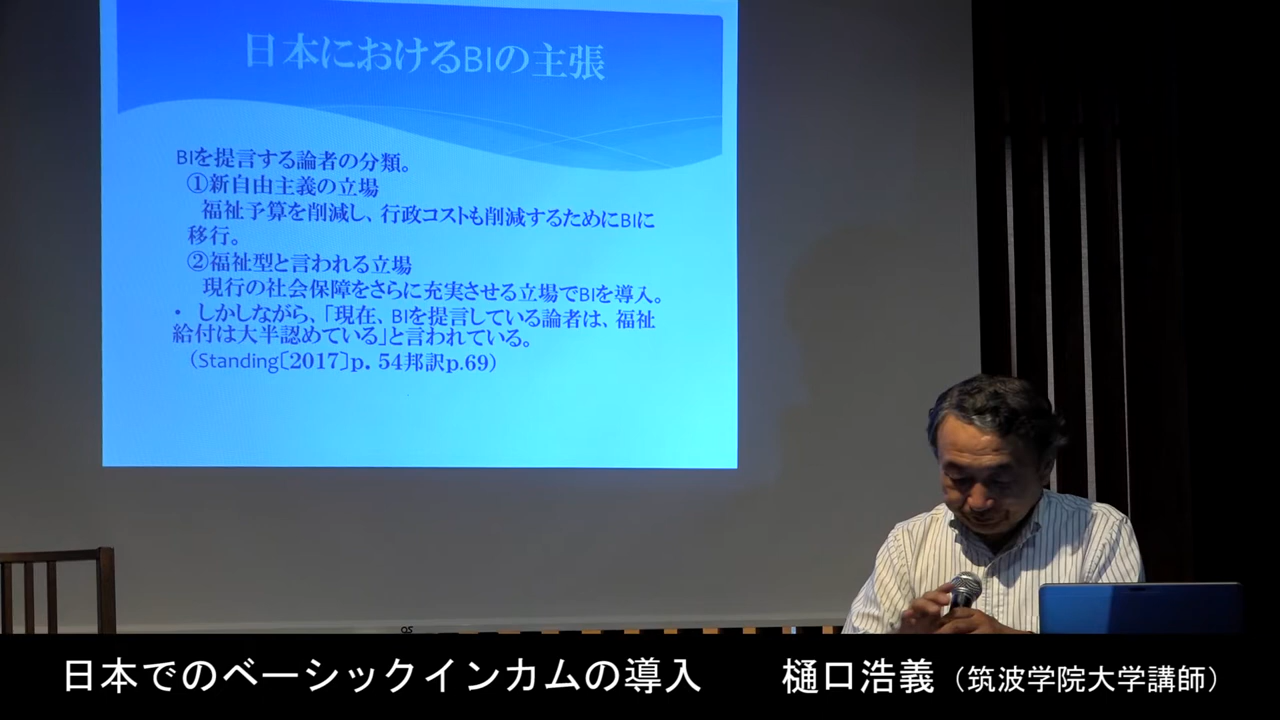 日本におけるBIの主張
BIを提言する論者の分類。
①新自由主義の立場
福祉予算を削減し、行政コストも削減するためにBIに
移行。
②福祉型と言われる立場
現行の社会保障をさらに充実させる立場でBIを導入。
・ しかしながら、「現在、BIを提言している論者は、福祉
給付は大半認めている」と言われている。
（Standing〔2017〕p．54邦訳p.69）
日本でのベーシックインカムの導入　　樋口浩義（筑波学院大学講師）